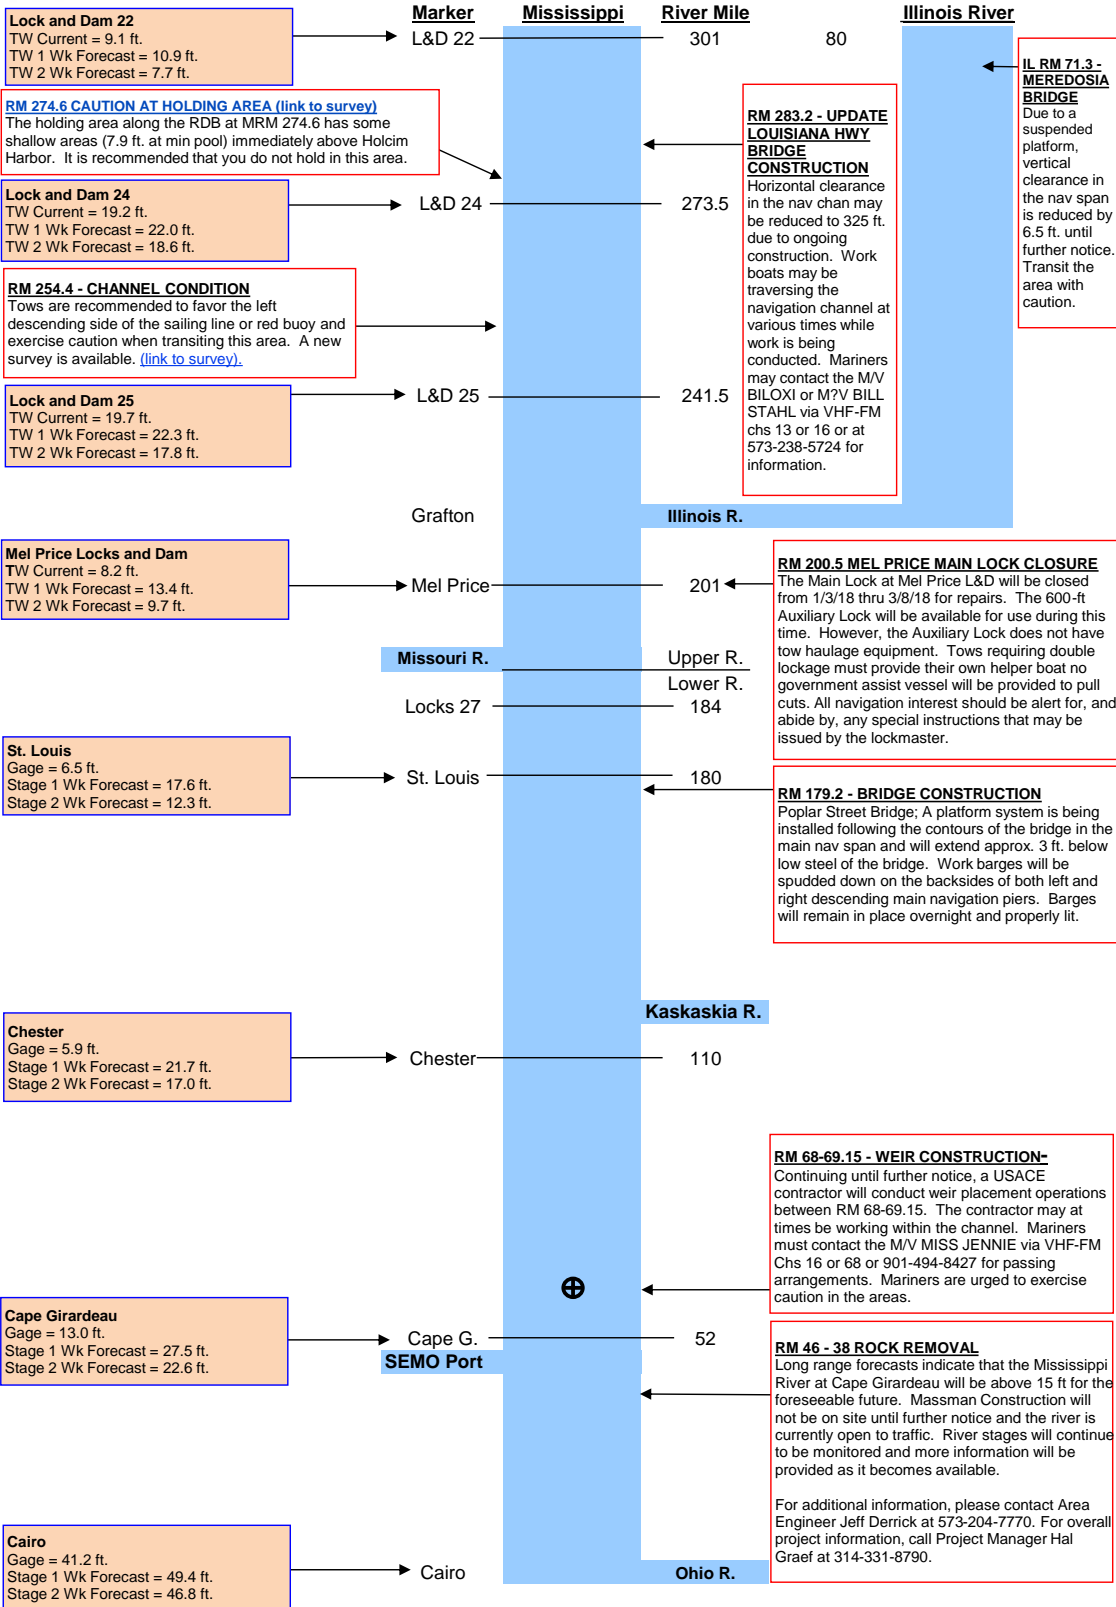 Marker Mississippi River Mile Illinois River
Lock and Dam 22
TW Current = 9.1 ft.
TW 1 Wk Forecast = 10.9 ft.
TW 2 Wk Forecast = 7.7 ft.
L&D 22 301 80
IL RM 71.3 -
MEREDOSIA
BRIDGE
Due to a
suspended
platform,
vertical
clearance in
the nav span
is reduced by
6.5 ft. until
further notice.
Transit the
area with
caution.
RM 274.6 CAUTION AT HOLDING AREA (link to survey)
The holding area along the RDB at MRM 274.6 has some
shallow areas (7.9 ft. at min pool) immediately above Holcim
Harbor. It is recommended that you do not hold in this area.
RM 283.2 - UPDATE
LOUISIANA HWY
BRIDGE
CONSTRUCTION
Horizontal clearance
in the nav chan may
be reduced to 325 ft.
due to ongoing
construction. Work
boats may be
traversing the
navigation channel at
various times while
work is being
conducted. Mariners
may contact the M/V
BILOXI or M?V BILL
STAHL via VHF-FM
chs 13 or 16 or at
573-238-5724 for
information.
Lock and Dam 24
TW Current = 19.2 ft.
TW 1 Wk Forecast = 22.0 ft.
TW 2 Wk Forecast = 18.6 ft.
L&D 24 273.5
RM 254.4 - CHANNEL CONDITION
Tows are recommended to favor the left
descending side of the sailing line or red buoy and
exercise caution when transiting this area. A new
survey is available. (link to survey).
Lock and Dam 25
TW Current = 19.7 ft.
TW 1 Wk Forecast = 22.3 ft.
TW 2 Wk Forecast = 17.8 ft.
L&D 25 241.5
Grafton Illinois R.
Mel Price Locks and Dam
TW Current = 8.2 ft.
TW 1 Wk Forecast = 13.4 ft.
TW 2 Wk Forecast = 9.7 ft.
Mel Price 201
RM 200.5 MEL PRICE MAIN LOCK CLOSURE
The Main Lock at Mel Price L&D will be closed
from 1/3/18 thru 3/8/18 for repairs. The 600-ft
Auxiliary Lock will be available for use during this
time. However, the Auxiliary Lock does not have
tow haulage equipment. Tows requiring double
lockage must provide their own helper boat no
government assist vessel will be provided to pull
cuts. All navigation interest should be alert for, and
abide by, any special instructions that may be
issued by the lockmaster.
Missouri R. Upper R.
Lower R.
Locks 27 184
St. Louis
Gage = 6.5 ft.
Stage 1 Wk Forecast = 17.6 ft.
Stage 2 Wk Forecast = 12.3 ft.
St. Louis 180
RM 179.2 - BRIDGE CONSTRUCTION
Poplar Street Bridge; A platform system is being
installed following the contours of the bridge in the
main nav span and will extend approx. 3 ft. below
low steel of the bridge. Work barges will be
spudded down on the backsides of both left and
right descending main navigation piers. Barges
will remain in place overnight and properly lit.
Kaskaskia R.
Chester
Gage = 5.9 ft.
Stage 1 Wk Forecast = 21.7 ft.
Stage 2 Wk Forecast = 17.0 ft.
Chester 110
RM 68-69.15 - WEIR CONSTRUCTION-
Continuing until further notice, a USACE
contractor will conduct weir placement operations
between RM 68-69.15. The contractor may at
times be working within the channel. Mariners
must contact the M/V MISS JENNIE via VHF-FM
Chs 16 or 68 or 901-494-8427 for passing
arrangements. Mariners are urged to exercise
caution in the areas.
Cape Girardeau
Gage = 13.0 ft.
Stage 1 Wk Forecast = 27.5 ft.
Stage 2 Wk Forecast = 22.6 ft.
Cape G. 52
SEMO Port
RM 46 - 38 ROCK REMOVAL
Long range forecasts indicate that the Mississippi
River at Cape Girardeau will be above 15 ft for the
foreseeable future. Massman Construction will
not be on site until further notice and the river is
currently open to traffic. River stages will continue
to be monitored and more information will be
provided as it becomes available.
For additional information, please contact Area
Engineer Jeff Derrick at 573-204-7770. For overall
project information, call Project Manager Hal
Graef at 314-331-8790.
Cairo
Gage = 41.2 ft.
Stage 1 Wk Forecast = 49.4 ft.
Stage 2 Wk Forecast = 46.8 ft.
Cairo Ohio R.